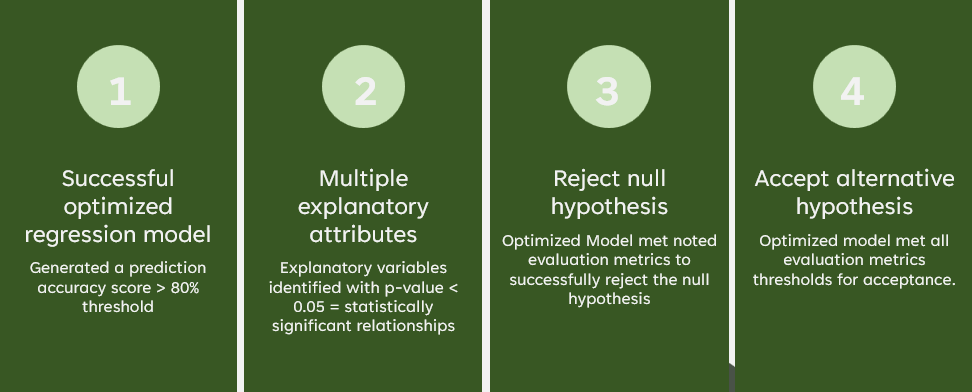 1
Successful
optimized
regression model
Generated a prediction
accuracy score > 80%
threshold
2
Multiple
explanatory
attributes
Explanatory variables
identified with p-value <
0.05 = statistically
significant relationships
3
Reject null
hypothesis
Optimized Model met noted
evaluation metrics to
successfully reject the null
hypothesis
4
Accept alternative
hypothesis
Optimized model met all
evaluation metrics
thresholds for acceptance.